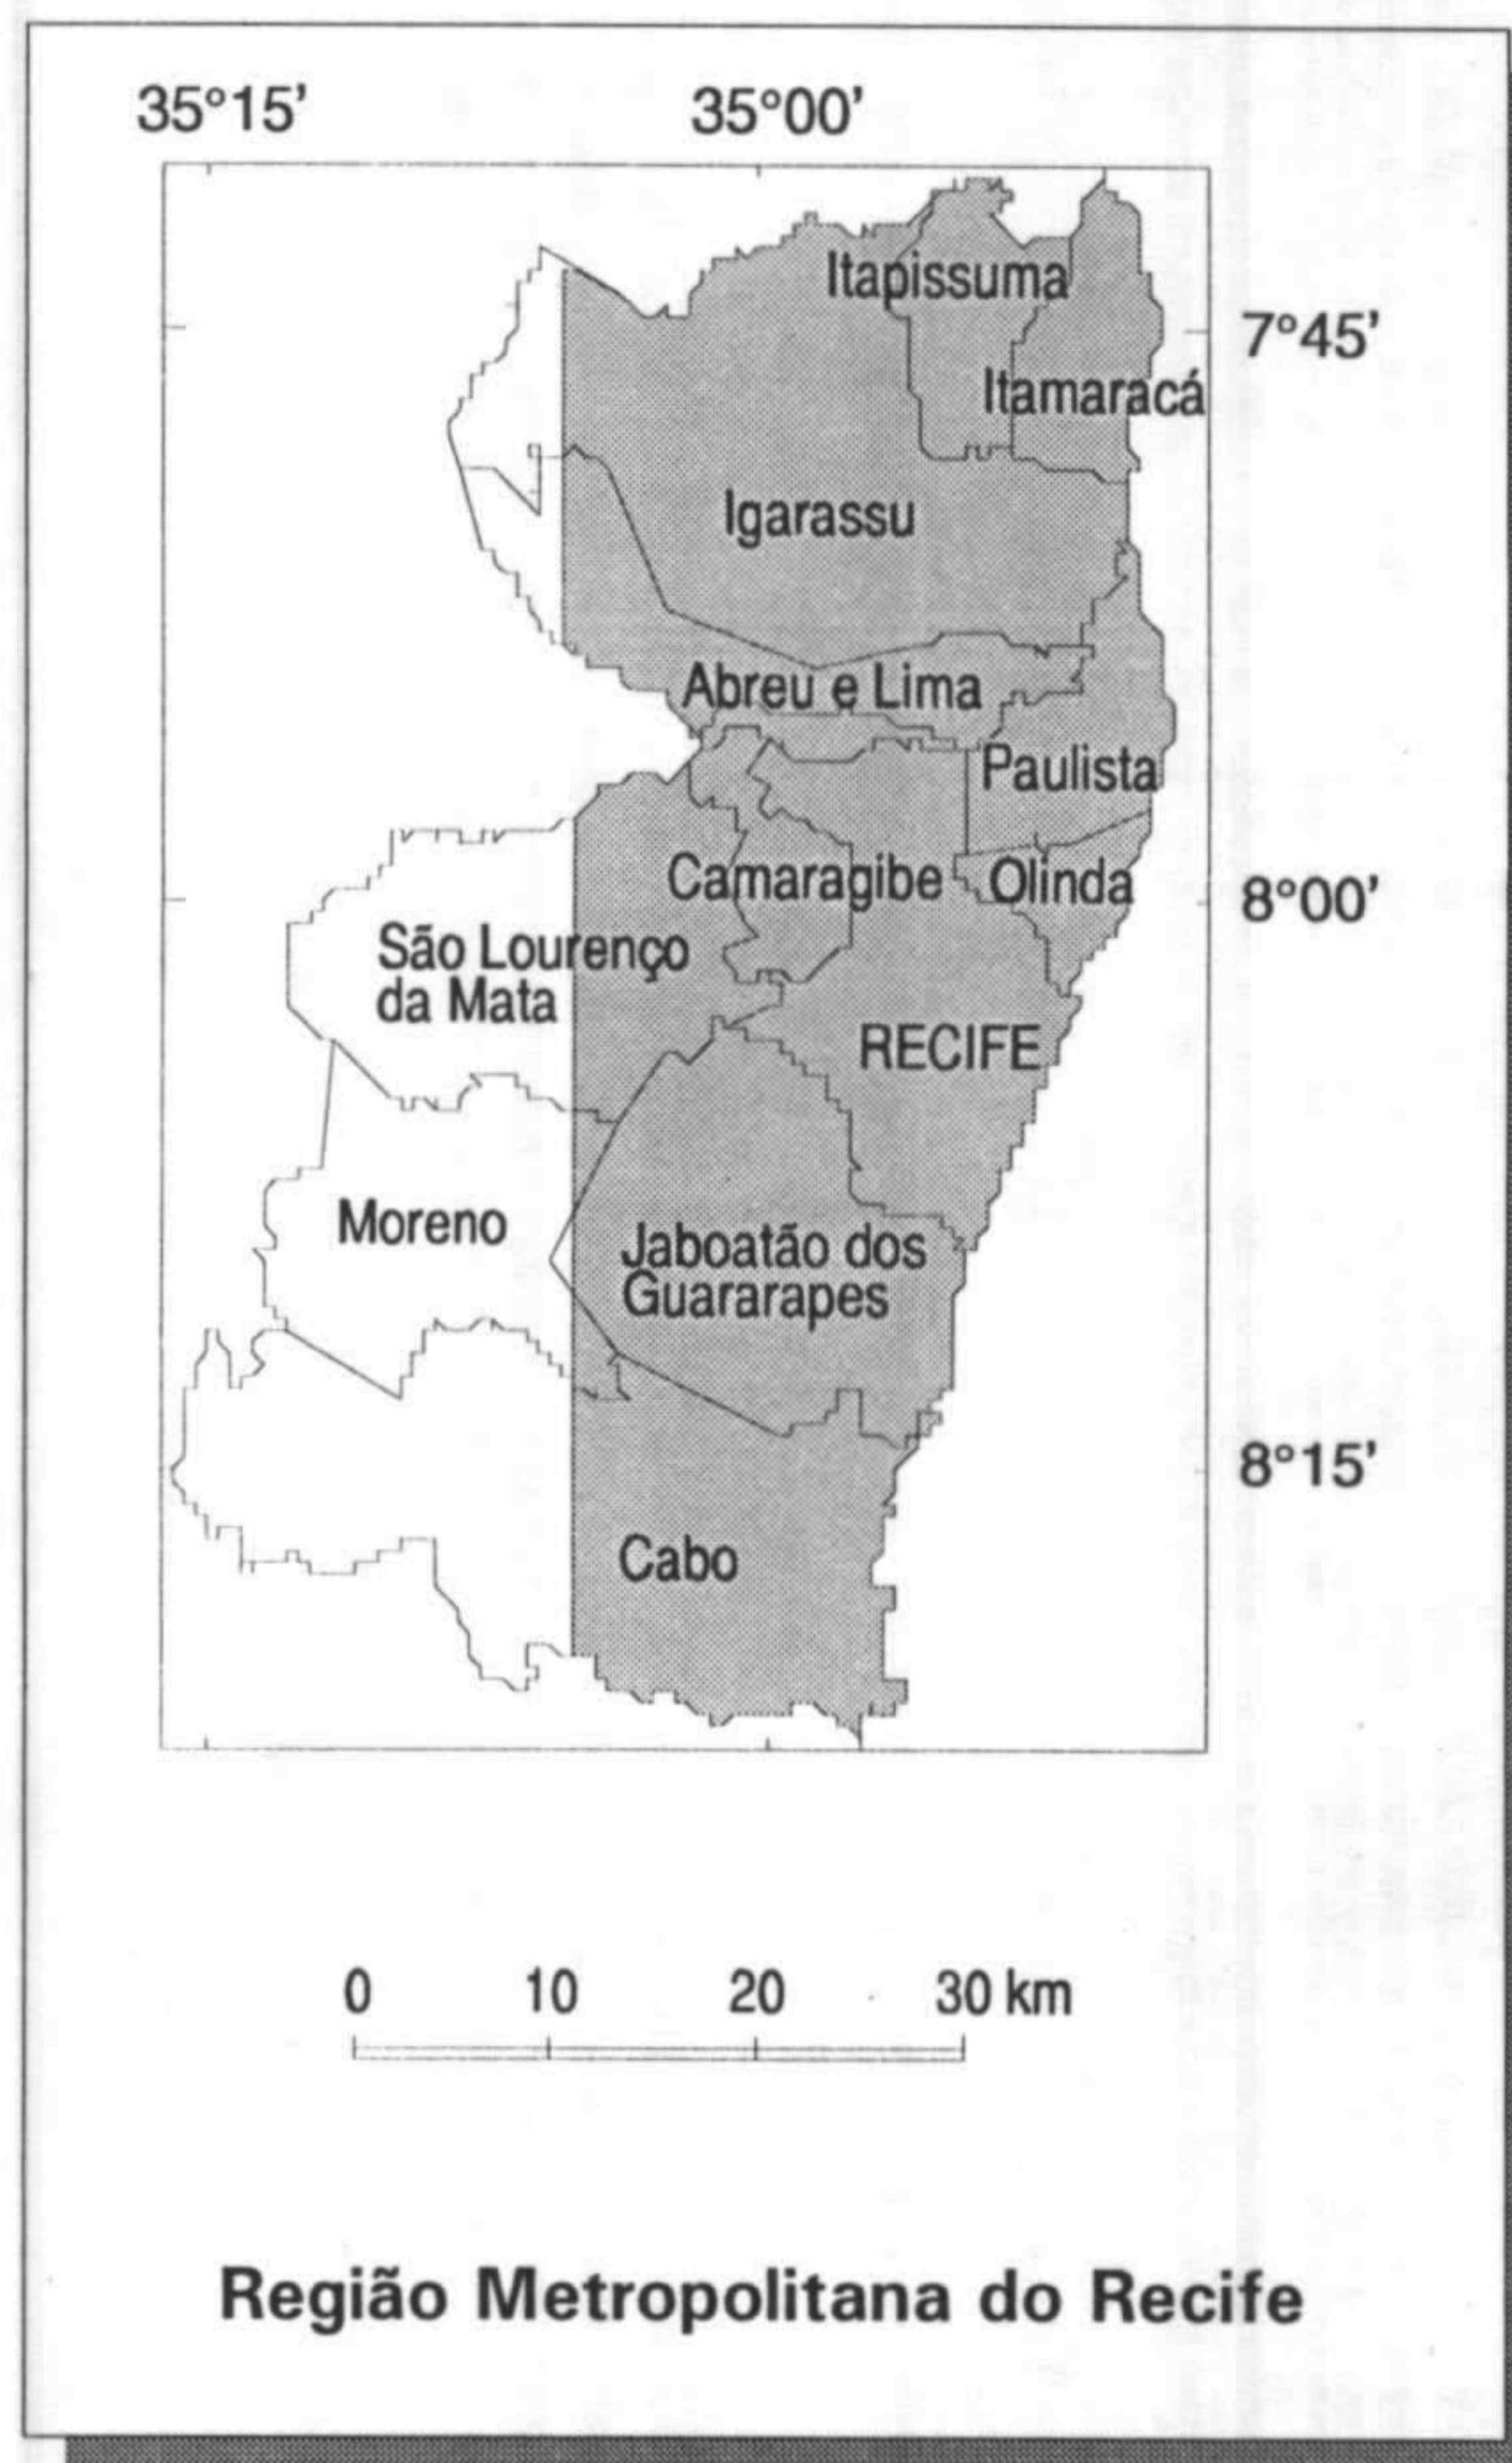 35°15' 35°00'
Itapissuma
7°45'
Itamaracá
Igarassu
Abreu e Lima
Paulista
Camaragibe Olinda
8°00'
São Lourenço
da Mata
RECIFE
Moreno
Jaboatão dos
Guararapes
8°15'
Cabo
0 10 20 30 km
Região Metropolitana do Recife